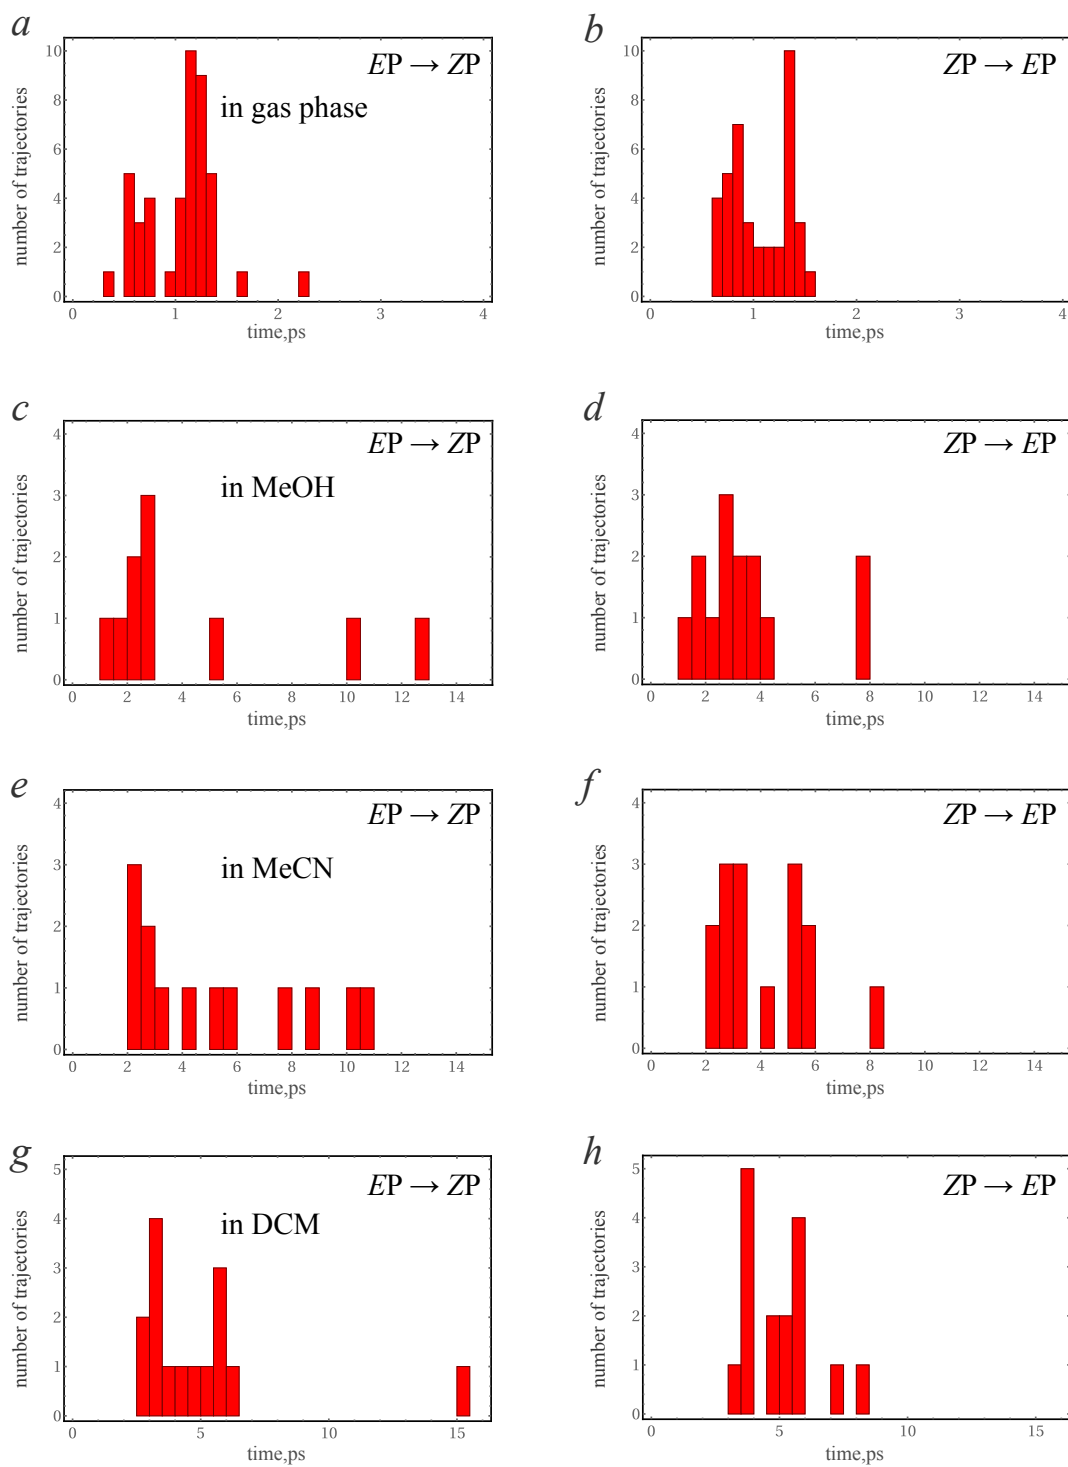 a
EP → ZP
in gas phase
number of trajectories
10
8
6
4
2
0
0 1 2 3 4
time,ps
b
ZP → EP
number of trajectories
10
8
6
4
2
0
0 1 2 3 4
time,ps
c
EP → ZP
in MeOH
number of trajectories
4
3
2
1
0
0 2 4 6 8 10 12 14
time,ps
d
ZP → EP
number of trajectories
4
3
2
1
0
0 2 4 6 8 10 12 14
time,ps
e
EP → ZP
in MeCN
number of trajectories
4
3
2
1
0
0 2 4 6 8 10 12 14
time,ps
f
ZP → EP
number of trajectories
4
3
2
1
0
0 2 4 6 8 10 12 14
time,ps
g
EP → ZP
in DCM
number of trajectories
5
4
3
2
1
0
0 5 10 15
time,ps
h
ZP → EP
number of trajectories
5
4
3
2
1
0
0 5 10 15
time,ps